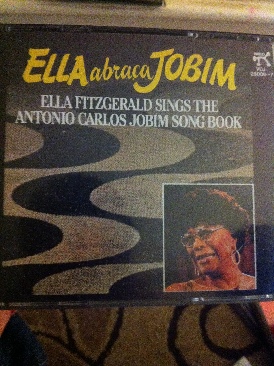 ELLA abraça JOBIM
ELLA FITZGERALD SINGS THE
ANTONIO CARLOS JOBIM SONG BOOK